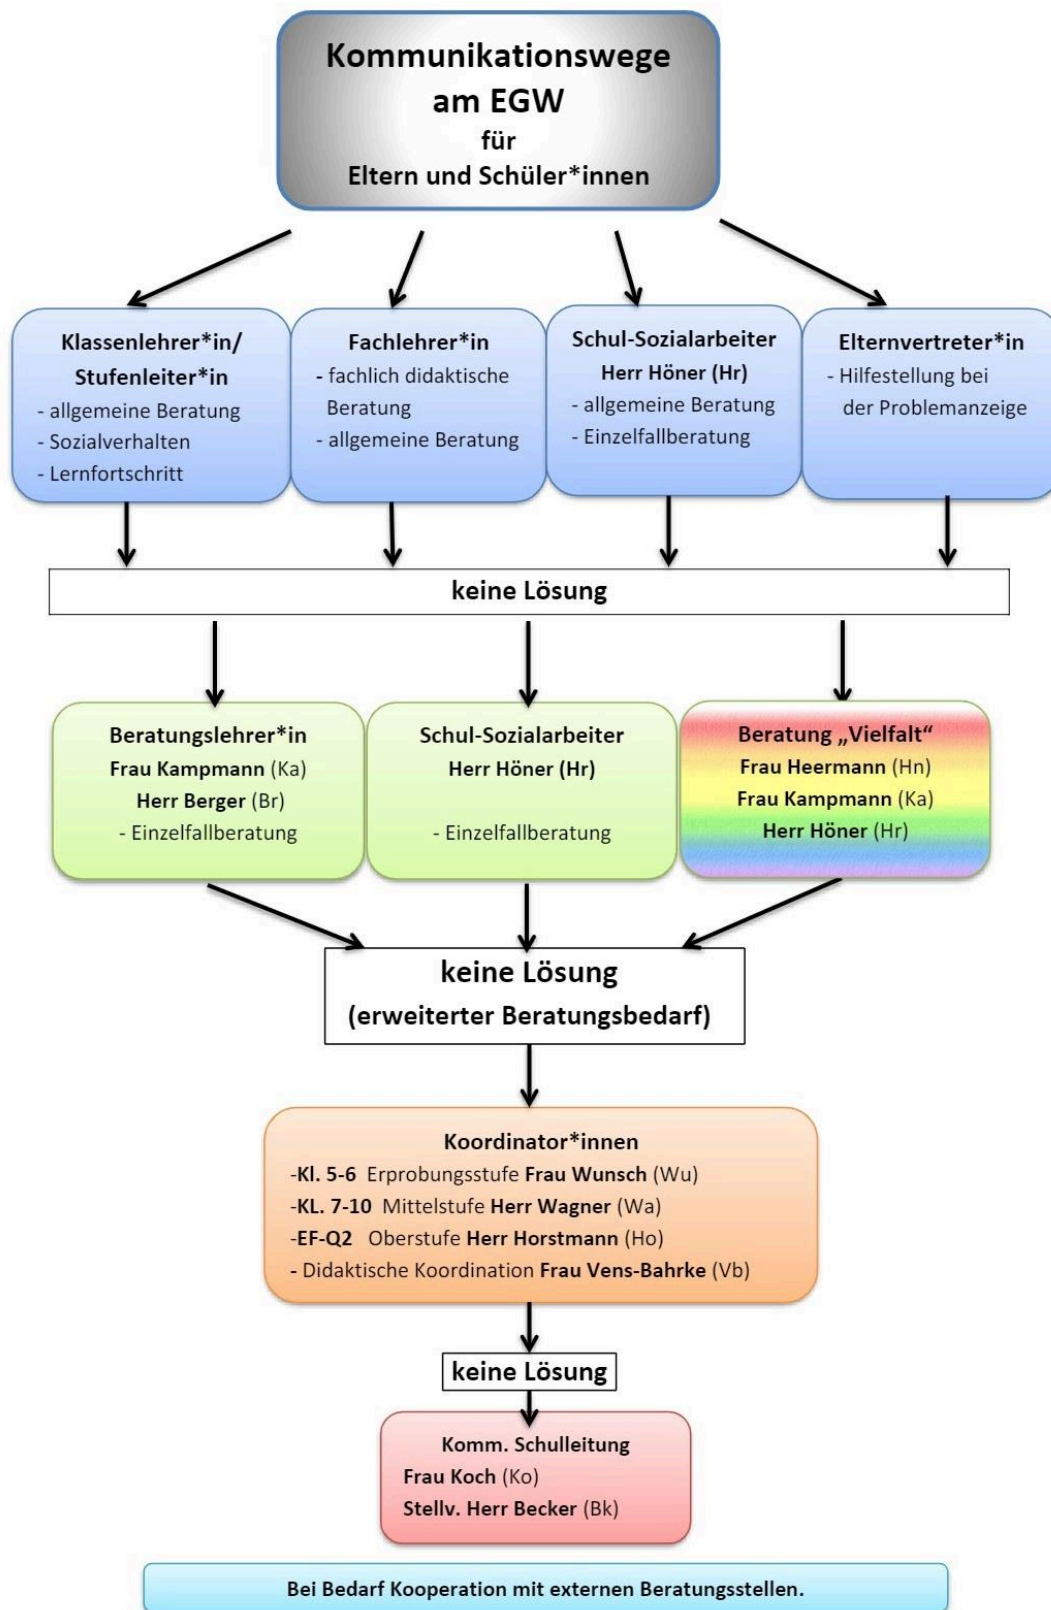 Kommunikationswege
am EGW
für
Eltern und Schüler*innen
Klassenlehrer*in/
Stufenleiter*in
- allgemeine Beratung
- Sozialverhalten
- Lernfortschritt
Fachlehrer*in
- fachlich didaktische
Beratung
- allgemeine Beratung
Schul-Sozialarbeiter
Herr Höner (Hr)
- allgemeine Beratung
- Einzelfallberatung
Elternvertreter*in
- Hilfestellung bei
der Problemanzeige
keine Lösung
Beratungslehrer*in
Frau Kampmann (Ka)
Herr Berger (Br)
- Einzelfallberatung
Schul-Sozialarbeiter
Herr Höner (Hr)
- Einzelfallberatung
Beratung „Vielfalt“
Frau Heermann (Hn)
Frau Kampmann (Ka)
Herr Höner (Hr)
keine Lösung
(erweiterter Beratungsbedarf)
Koordinator*innen
-Kl. 5-6 Erprobungsstufe Frau Wunsch (Wu)
-KL. 7-10 Mittelstufe Herr Wagner (Wa)
-EF-Q2 Oberstufe Herr Horstmann (Ho)
- Didaktische Koordination Frau Vens-Bahrke (Vb)
keine Lösung
Komm. Schulleitung
Frau Koch (Ko)
Stellv. Herr Becker (Bk)
Bei Bedarf Kooperation mit externen Beratungsstellen.